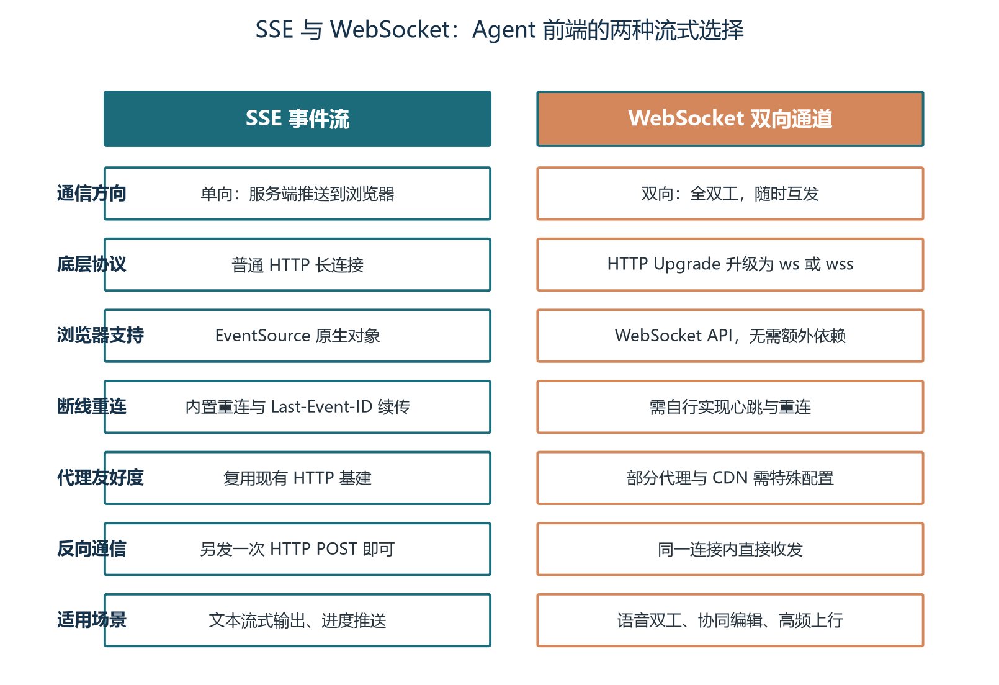 SSE 与 WebSocket：Agent 前端的两种流式选择
SSE 事件流
WebSocket 双向通道
通信方向
单向：服务端推送到浏览器
双向：全双工，随时互发
底层协议
普通 HTTP 长连接
HTTP Upgrade 升级为 ws 或 wss
浏览器支持
EventSource 原生对象
WebSocket API，无需额外依赖
断线重连
内置重连与 Last-Event-ID 续传
需自行实现心跳与重连
代理友好度
复用现有 HTTP 基建
部分代理与 CDN 需特殊配置
反向通信
另发一次 HTTP POST 即可
同一连接内直接收发
适用场景
文本流式输出、进度推送
语音双工、协同编辑、高频上行